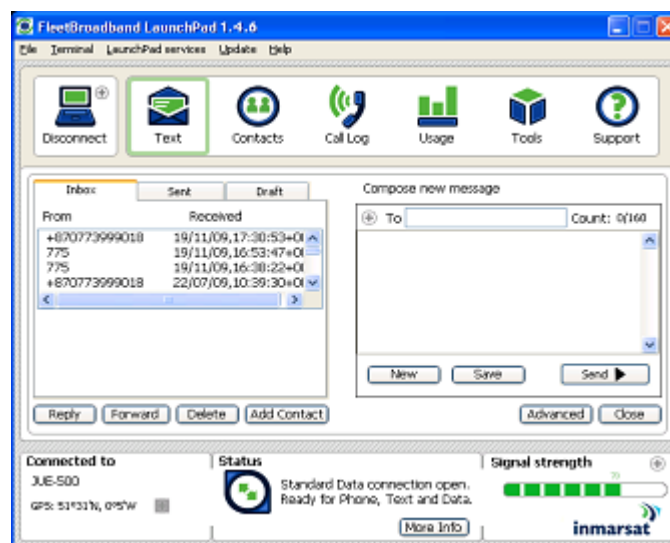 FleetBroadband LaunchPad 1.4.6
File Terminal LaunchPad services Update Help
Disconnect Text Contacts Call Log Usage Tools Support
Inbox Sent Draft
Compose new message
From Received
To Count: 0/160
+870773999018 19/11/09,17:30:53+0
775 19/11/09,16:53:47+0
775 19/11/09,16:38:22+0
+870773999018 22/07/09,10:39:30+0
New Save Send
Reply Forward Delete Add Contact Advanced Close
Connected to Status Signal strength
JUE-500
Standard Data connection open.
Ready for Phone, Text and Data.
GPS: 51°31'N, 0°5'W
More Info
inmarsat